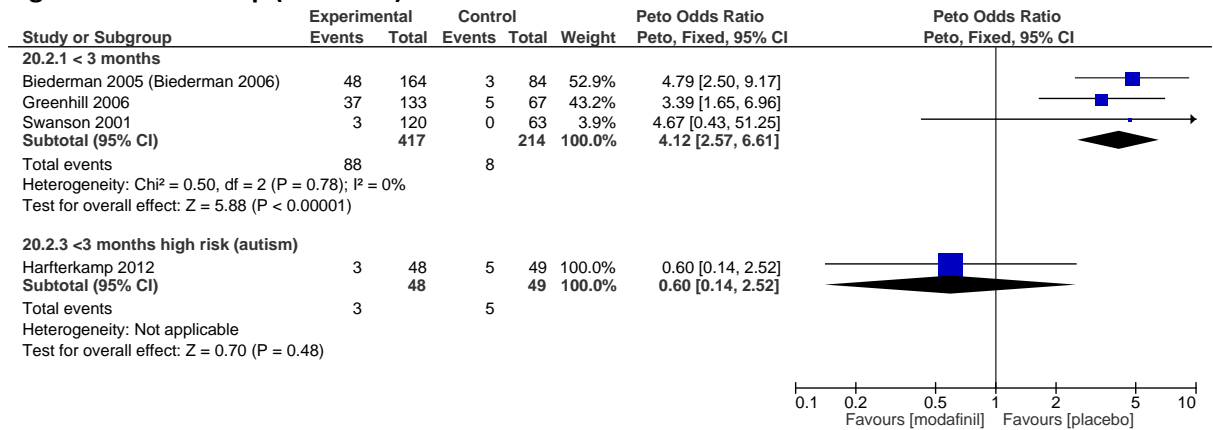 Experimental Control Peto Odds Ratio Peto Odds Ratio
Study or Subgroup Events Total Events Total Weight Peto, Fixed, 95% CI Peto, Fixed, 95% CI
20.2.1 < 3 months
Biederman 2005 (Biederman 2006) 48 164 3 84 52.9% 4.79 [2.50, 9.17]
Greenhill 2006 37 133 5 67 43.2% 3.39 [1.65, 6.96]
Swanson 2001 3 120 0 63 3.9% 4.67 [0.43, 51.25]
Subtotal (95% CI) 417 214 100.0% 4.12 [2.57, 6.61]
Total events 88 8
Heterogeneity: Chi² = 0.50, df = 2 (P = 0.78); I² = 0%
Test for overall effect: Z = 5.88 (P < 0.00001)
20.2.3 <3 months high risk (autism)
Harfterkamp 2012 3 48 5 49 100.0% 0.60 [0.14, 2.52]
Subtotal (95% CI) 48 49 100.0% 0.60 [0.14, 2.52]
Total events 3 5
Heterogeneity: Not applicable
Test for overall effect: Z = 0.70 (P = 0.48)
0.1 0.2 0.5 1 2 5 10
Favours [modafinil] Favours [placebo]